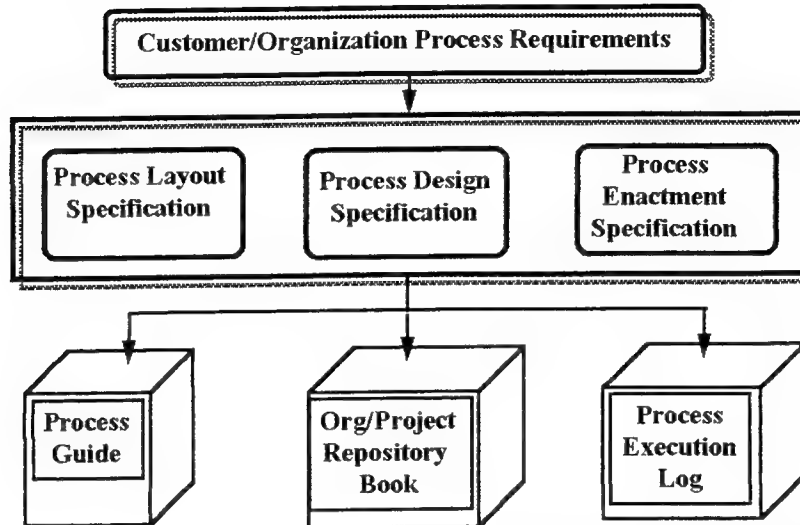 Customer/Organization Process Requirements
Process Layout
Specification
Process Design
Specification
Process
Enactment
Specification
Process
Guide
Org/Project
Repository
Book
Process
Execution
Log